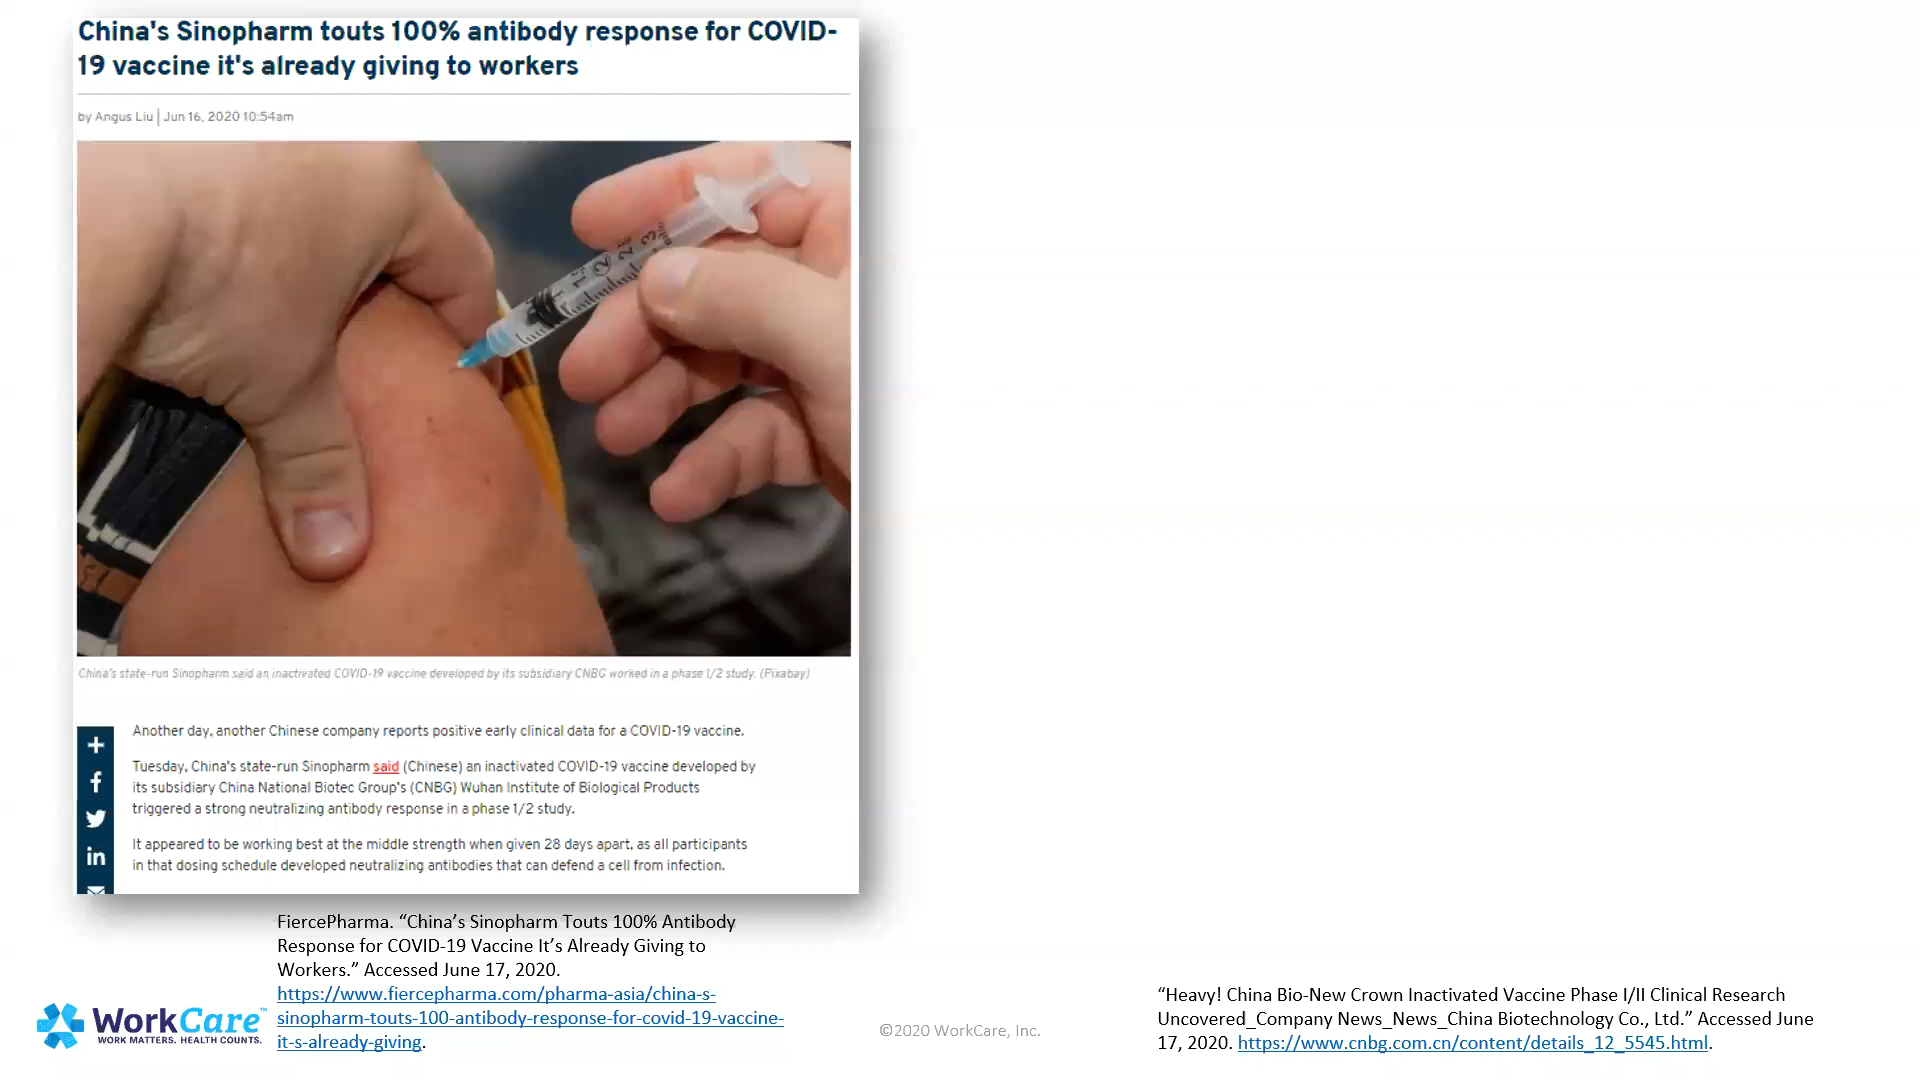 China's Sinopharm touts 100% antibody response for COVID-
19 vaccine it's already giving to workers
by Angus Liu | Jun 16, 2020 10:54am
China's state-run Sinopharm said an inactivated COVID-19 vaccine developed by its subsidiary CNBG worked in a phase 1/2 study. (Pixabay)
Another day, another Chinese company reports positive early clinical data for a COVID-19 vaccine.
Tuesday, China's state-run Sinopharm said (Chinese) an inactivated COVID-19 vaccine developed by
its subsidiary China National Biotec Group's (CNBG) Wuhan Institute of Biological Products
triggered a strong neutralizing antibody response in a phase 1/2 study.
It appeared to be working best at the middle strength when given 28 days apart, as all participants
in that dosing schedule developed neutralizing antibodies that can defend a cell from infection.
FiercePharma. “China’s Sinopharm Touts 100% Antibody
Response for COVID-19 Vaccine It’s Already Giving to
Workers.” Accessed June 17, 2020.
https://www.fiercepharma.com/pharma-asia/china-s-
sinopharm-touts-100-antibody-response-for-covid-19-vaccine-
it-s-already-giving.
WorkCare™
WORK MATTERS. HEALTH COUNTS.
©2020 WorkCare, Inc.
“Heavy! China Bio-New Crown Inactivated Vaccine Phase I/II Clinical Research
Uncovered_Company News_News_China Biotechnology Co., Ltd.” Accessed June
17, 2020. https://www.cnbg.com.cn/content/details_12_5545.html.